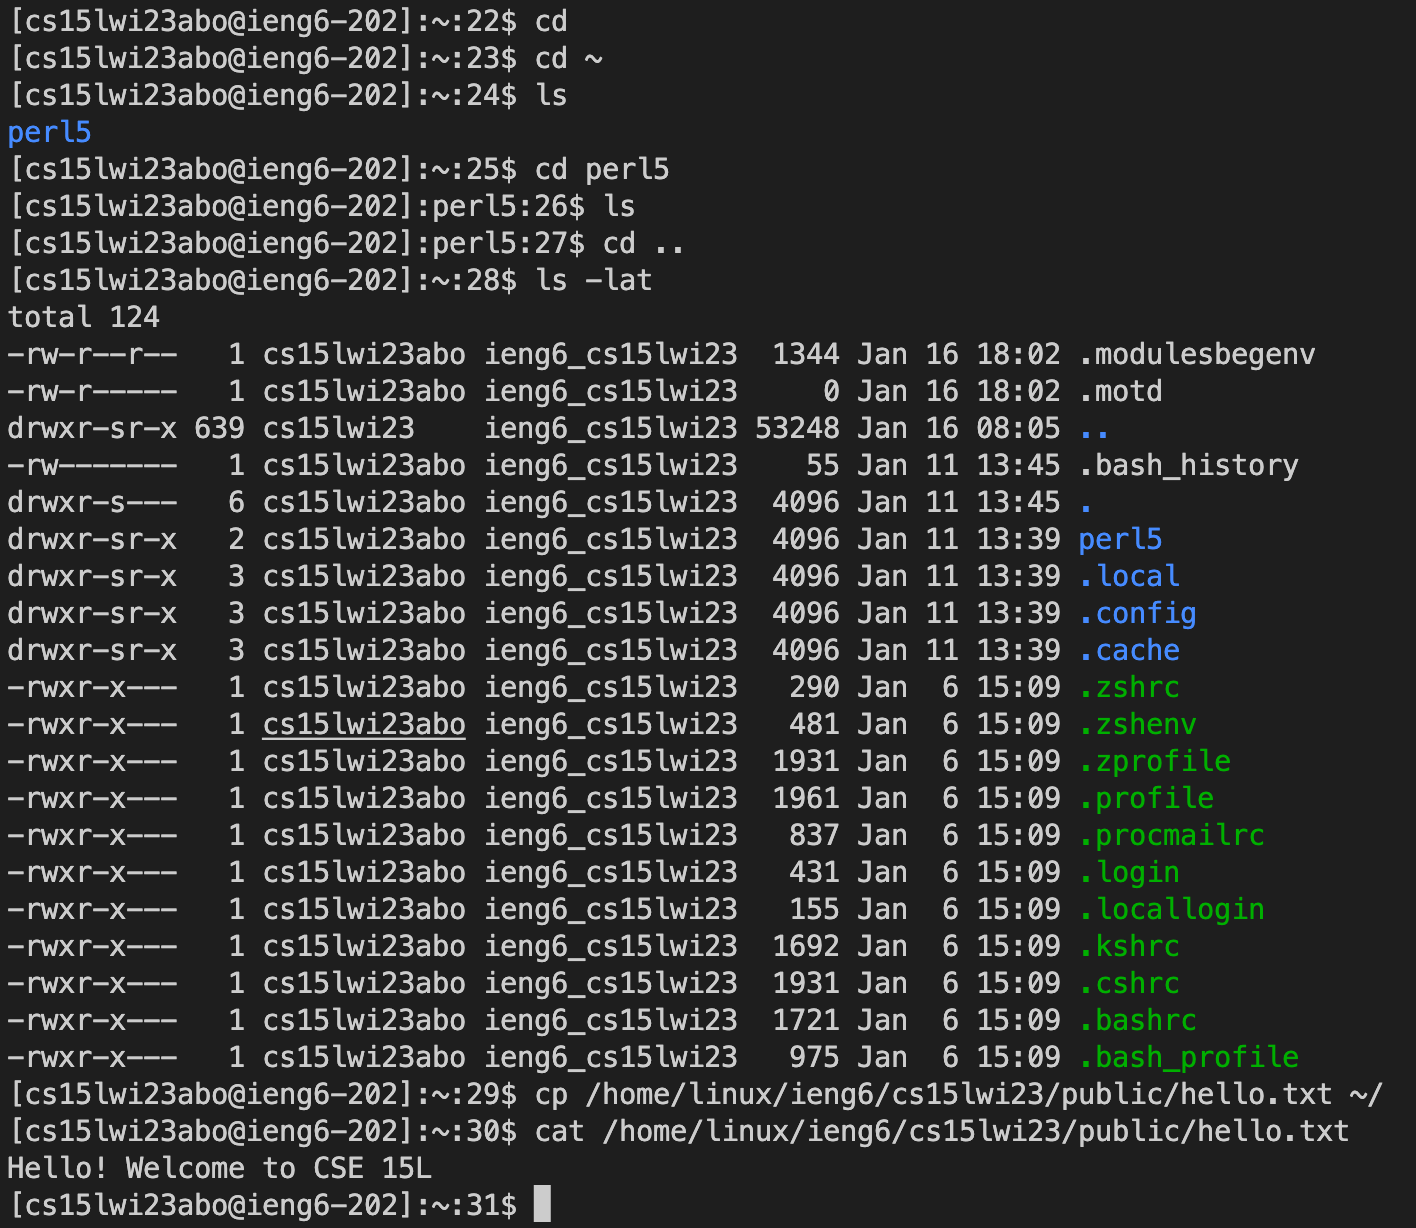 [cs15lwi23abo@ieng6-202]:~:22$ cd
[cs15lwi23abo@ieng6-202]:~:23$ cd ~
[cs15lwi23abo@ieng6-202]:~:24$ ls
perl5
[cs15lwi23abo@ieng6-202]:~:25$ cd perl5
[cs15lwi23abo@ieng6-202]:perl5:26$ ls
[cs15lwi23abo@ieng6-202]:perl5:27$ cd ..
[cs15lwi23abo@ieng6-202]:~:28$ ls -lat
total 124
-rw-r--r--   1 cs15lwi23abo ieng6_cs15lwi23  1344 Jan 16 18:02 .modulesbegenv
-rw-r-----   1 cs15lwi23abo ieng6_cs15lwi23     0 Jan 16 18:02 .motd
drwxr-sr-x 639 cs15lwi23    ieng6_cs15lwi23 53248 Jan 16 08:05 ..
-rw-------   1 cs15lwi23abo ieng6_cs15lwi23    55 Jan 11 13:45 .bash_history
drwxr-s---   6 cs15lwi23abo ieng6_cs15lwi23  4096 Jan 11 13:45 .
drwxr-sr-x   2 cs15lwi23abo ieng6_cs15lwi23  4096 Jan 11 13:39 perl5
drwxr-sr-x   3 cs15lwi23abo ieng6_cs15lwi23  4096 Jan 11 13:39 .local
drwxr-sr-x   3 cs15lwi23abo ieng6_cs15lwi23  4096 Jan 11 13:39 .config
drwxr-sr-x   3 cs15lwi23abo ieng6_cs15lwi23  4096 Jan 11 13:39 .cache
-rwxr-x---   1 cs15lwi23abo ieng6_cs15lwi23   290 Jan  6 15:09 .zshrc
-rwxr-x---   1 cs15lwi23abo ieng6_cs15lwi23   481 Jan  6 15:09 .zshenv
-rwxr-x---   1 cs15lwi23abo ieng6_cs15lwi23  1931 Jan  6 15:09 .zprofile
-rwxr-x---   1 cs15lwi23abo ieng6_cs15lwi23  1961 Jan  6 15:09 .profile
-rwxr-x---   1 cs15lwi23abo ieng6_cs15lwi23   837 Jan  6 15:09 .procmailrc
-rwxr-x---   1 cs15lwi23abo ieng6_cs15lwi23   431 Jan  6 15:09 .login
-rwxr-x---   1 cs15lwi23abo ieng6_cs15lwi23   155 Jan  6 15:09 .locallogin
-rwxr-x---   1 cs15lwi23abo ieng6_cs15lwi23  1692 Jan  6 15:09 .kshrc
-rwxr-x---   1 cs15lwi23abo ieng6_cs15lwi23  1931 Jan  6 15:09 .cshrc
-rwxr-x---   1 cs15lwi23abo ieng6_cs15lwi23  1721 Jan  6 15:09 .bashrc
-rwxr-x---   1 cs15lwi23abo ieng6_cs15lwi23   975 Jan  6 15:09 .bash_profile
[cs15lwi23abo@ieng6-202]:~:29$ cp /home/linux/ieng6/cs15lwi23/public/hello.txt ~/
[cs15lwi23abo@ieng6-202]:~:30$ cat /home/linux/ieng6/cs15lwi23/public/hello.txt
Hello! Welcome to CSE 15L
[cs15lwi23abo@ieng6-202]:~:31$